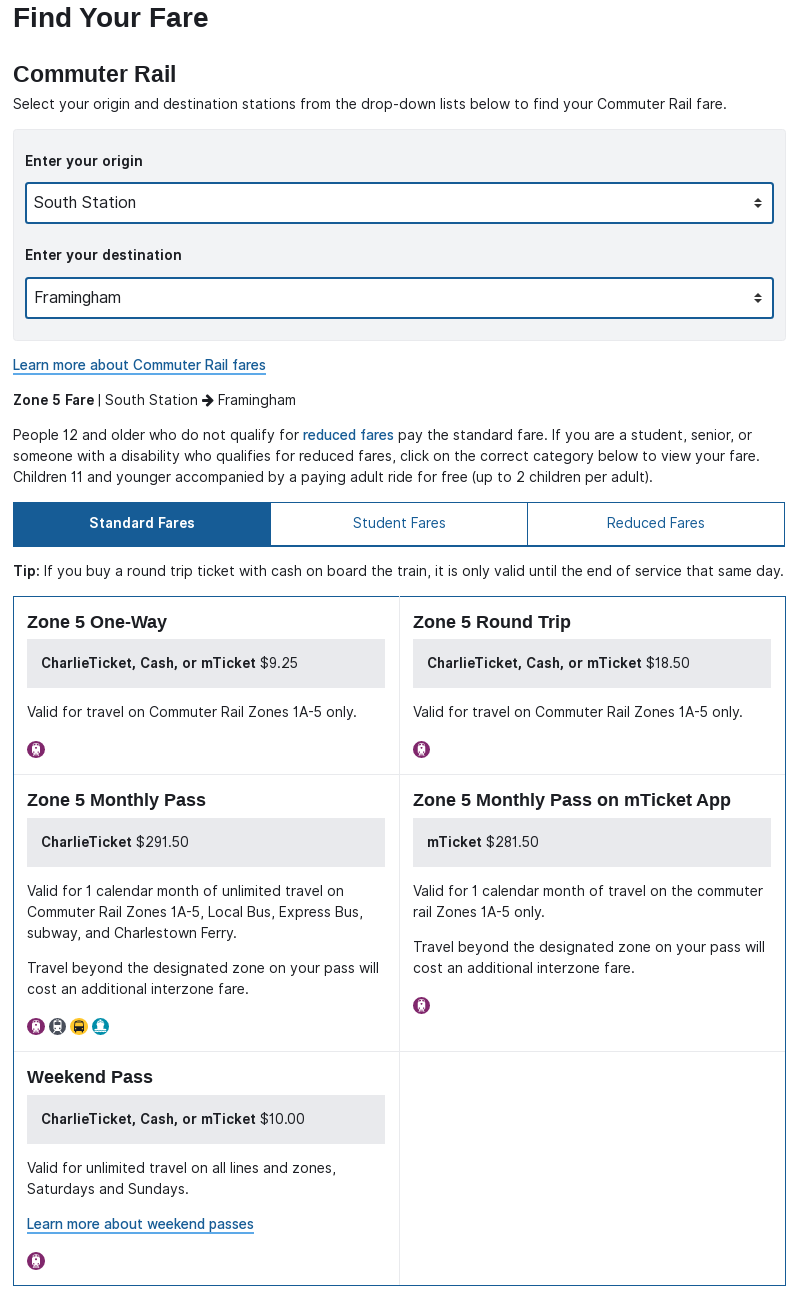 Find Your Fare
Commuter Rail
Select your origin and destination stations from the drop-down lists below to find your Commuter Rail fare.
Enter your origin
South Station
Enter your destination
Framingham
Learn more about Commuter Rail fares
Zone 5 Fare | South Station → Framingham
People 12 and older who do not qualify for reduced fares pay the standard fare. If you are a student, senior, or
someone with a disability who qualifies for reduced fares, click on the correct category below to view your fare.
Children 11 and younger accompanied by a paying adult ride for free (up to 2 children per adult).
Standard Fares
Student Fares
Reduced Fares
Tip: If you buy a round trip ticket with cash on board the train, it is only valid until the end of service that same day.
Zone 5 One-Way
CharlieTicket, Cash, or mTicket $9.25
Valid for travel on Commuter Rail Zones 1A-5 only.
Zone 5 Round Trip
CharlieTicket, Cash, or mTicket $18.50
Valid for travel on Commuter Rail Zones 1A-5 only.
Zone 5 Monthly Pass
CharlieTicket $291.50
Valid for 1 calendar month of unlimited travel on
Commuter Rail Zones 1A-5, Local Bus, Express Bus,
subway, and Charlestown Ferry.
Travel beyond the designated zone on your pass will
cost an additional interzone fare.
Zone 5 Monthly Pass on mTicket App
mTicket $281.50
Valid for 1 calendar month of travel on the commuter
rail Zones 1A-5 only.
Travel beyond the designated zone on your pass will
cost an additional interzone fare.
Weekend Pass
CharlieTicket, Cash, or mTicket $10.00
Valid for unlimited travel on all lines and zones,
Saturdays and Sundays.
Learn more about weekend passes